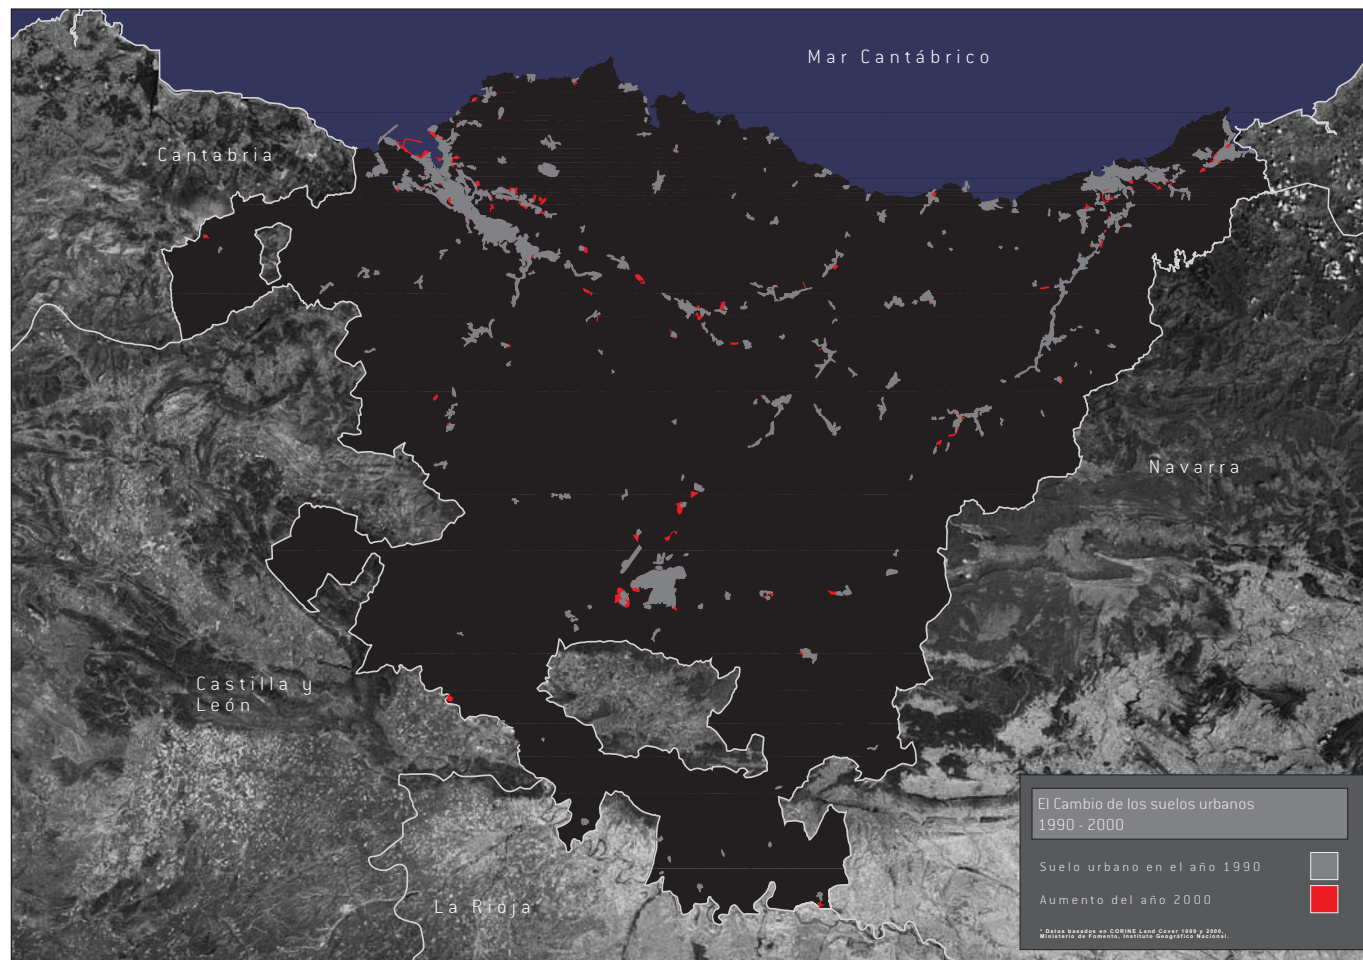 Mar Cantábrico
Cantabria
Navarra
Castilla y
León
La Rioja
El Cambio de los suelos urbanos
1990 - 2000
Suelo urbano en el año 1990
Aumento del año 2000
* Datos basados en CORINE Land Cover 1990 y 2000,
Ministerio de Fomento, Instituto Geográfico Nacional.